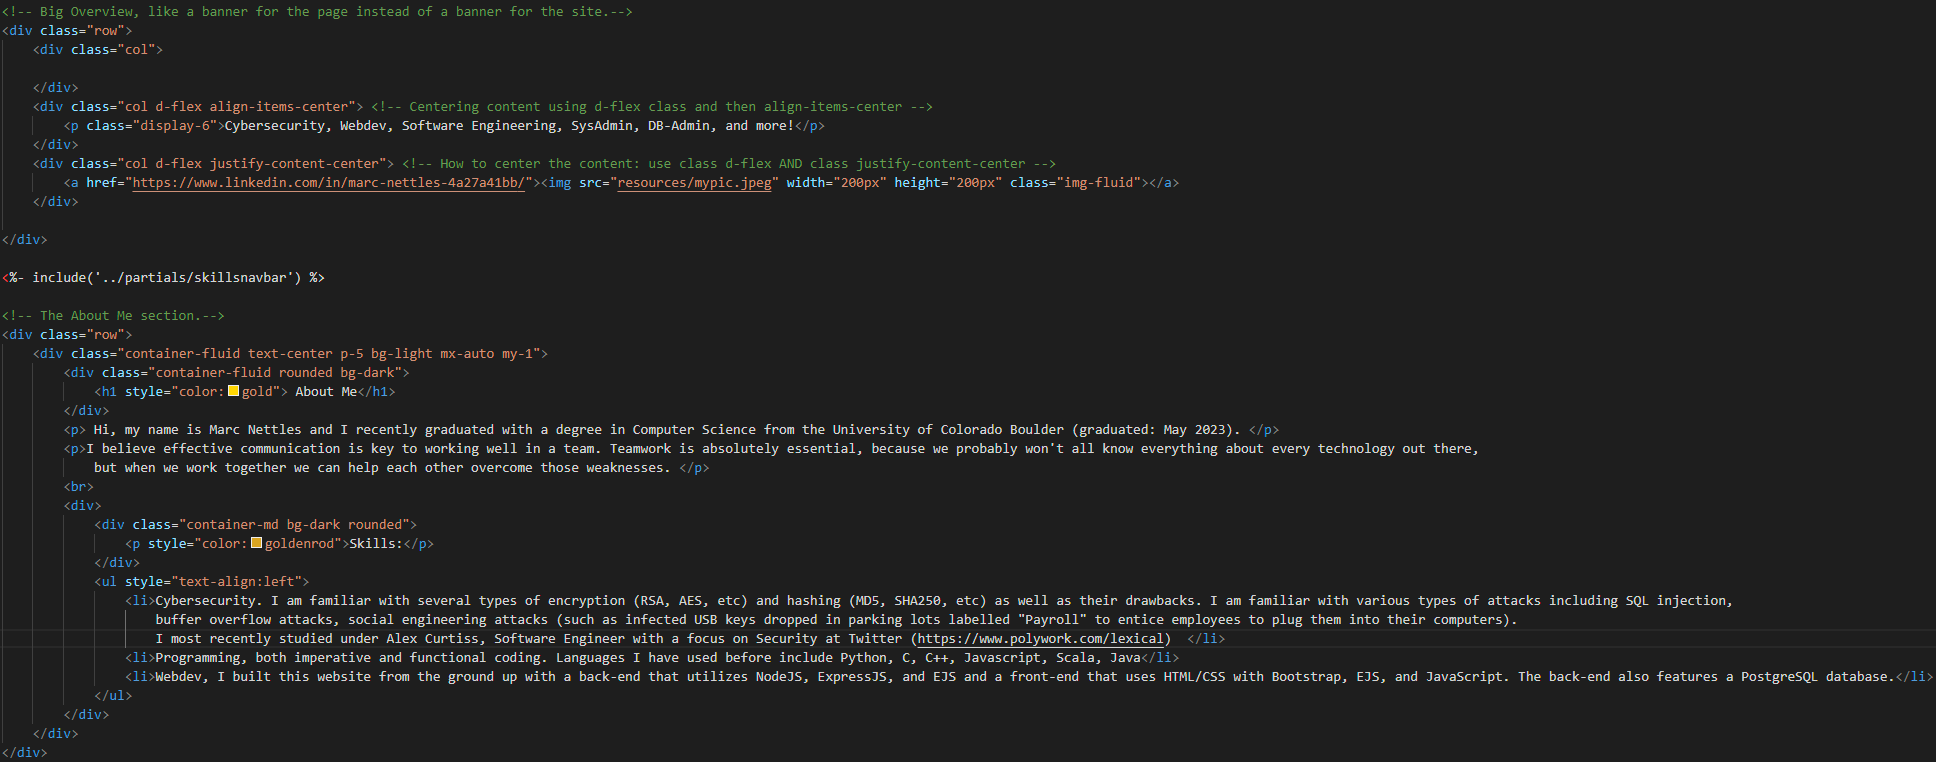 <!-- Big Overview, like a banner for the page instead of a banner for the site.-->
<div class="row">
    <div class="col">

    </div>
    <div class="col d-flex align-items-center"> <!-- Centering content using d-flex class and then align-items-center -->
        <p class="display-6">Cybersecurity, Webdev, Software Engineering, SysAdmin, DB-Admin, and more!</p>
    </div>
    <div class="col d-flex justify-content-center"> <!-- How to center the content: use class d-flex AND class justify-content-center -->
        <a href="https://www.linkedin.com/in/marc-nettles-4a27a41bb/"><img src="resources/mypic.jpeg" width="200px" height="200px" class="img-fluid"></a>
    </div>

</div>

<%- include('../partials/skillsnavbar') %>

<!-- The About Me section.-->
<div class="row">
    <div class="container-fluid text-center p-5 bg-light mx-auto my-1">
        <div class="container-fluid rounded bg-dark">
            <h1 style="color:gold"> About Me</h1>
        </div>
        <p> Hi, my name is Marc Nettles and I recently graduated with a degree in Computer Science from the University of Colorado Boulder (graduated: May 2023). </p>
        <p>I believe effective communication is key to working well in a team. Teamwork is absolutely essential, because we probably won't all know everything about every technology out there,
            but when we work together we can help each other overcome those weaknesses. </p>
        <br>
        <div>
            <div class="container-md bg-dark rounded">
                <p style="color:goldenrod">Skills:</p>
            </div>
            <ul style="text-align:left">
                <li>Cybersecurity. I am familiar with several types of encryption (RSA, AES, etc) and hashing (MD5, SHA250, etc) as well as their drawbacks. I am familiar with various types of attacks including SQL injection,
                    buffer overflow attacks, social engineering attacks (such as infected USB keys dropped in parking lots labelled "Payroll" to entice employees to plug them into their computers).
                    I most recently studied under Alex Curtiss, Software Engineer with a focus on Security at Twitter (https://www.polywork.com/lexical)  </li>
                <li>Programming, both imperative and functional coding. Languages I have used before include Python, C, C++, Javascript, Scala, Java</li>
                <li>Webdev, I built this website from the ground up with a back-end that utilizes NodeJS, ExpressJS, and EJS and a front-end that uses HTML/CSS with Bootstrap, EJS, and JavaScript. The back-end also features a PostgreSQL database.</li>
            </ul>
        </div>
    </div>
</div>